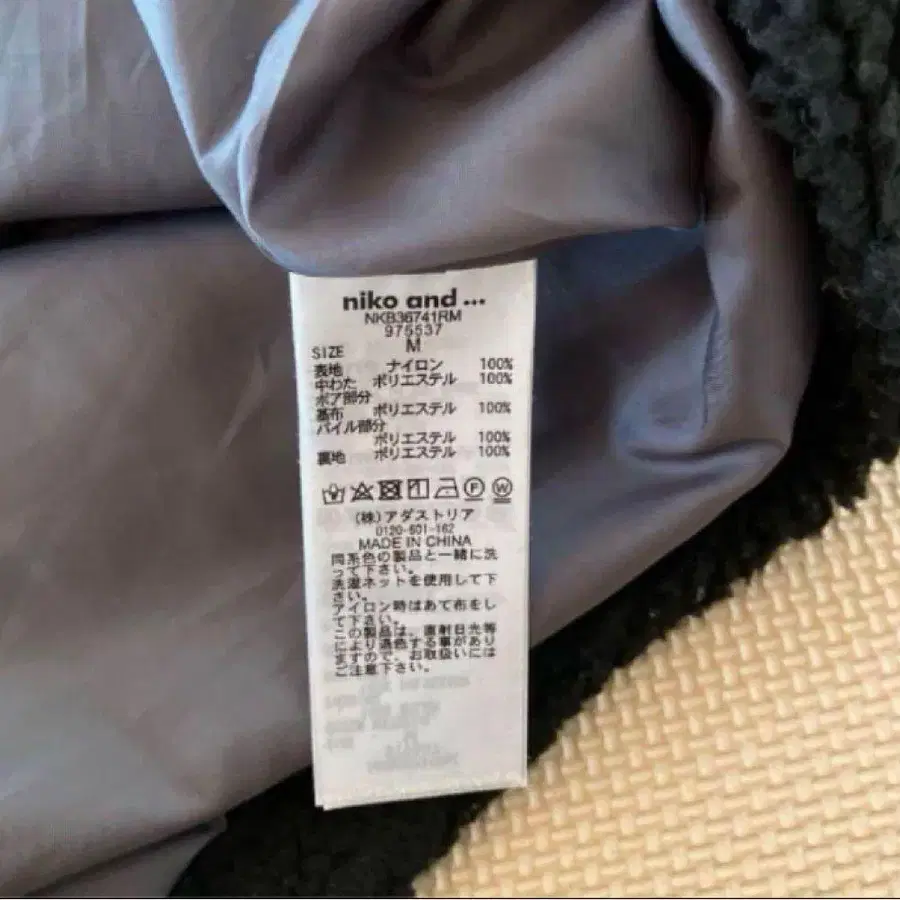 niko and ...
NKB36741RM
975537
SIZE M
表地 ナイロン 100%
中わた ポリエステル 100%
ボア部分
基布 ポリエステル 100%
パイル部分
ポリエステル 100%
裏地 ポリエステル 100%
F W
(株)アダストリア
0120-601-162
MADE IN CHINA
同系色の製品と一緒に洗
って下さい。
洗濯ネットを使用して下
さい。
アイロン時はあて布をし
て下さい。
この製品は、直射日光等
により退色する事があり
ますので、お取扱いには
ご注意下さい。